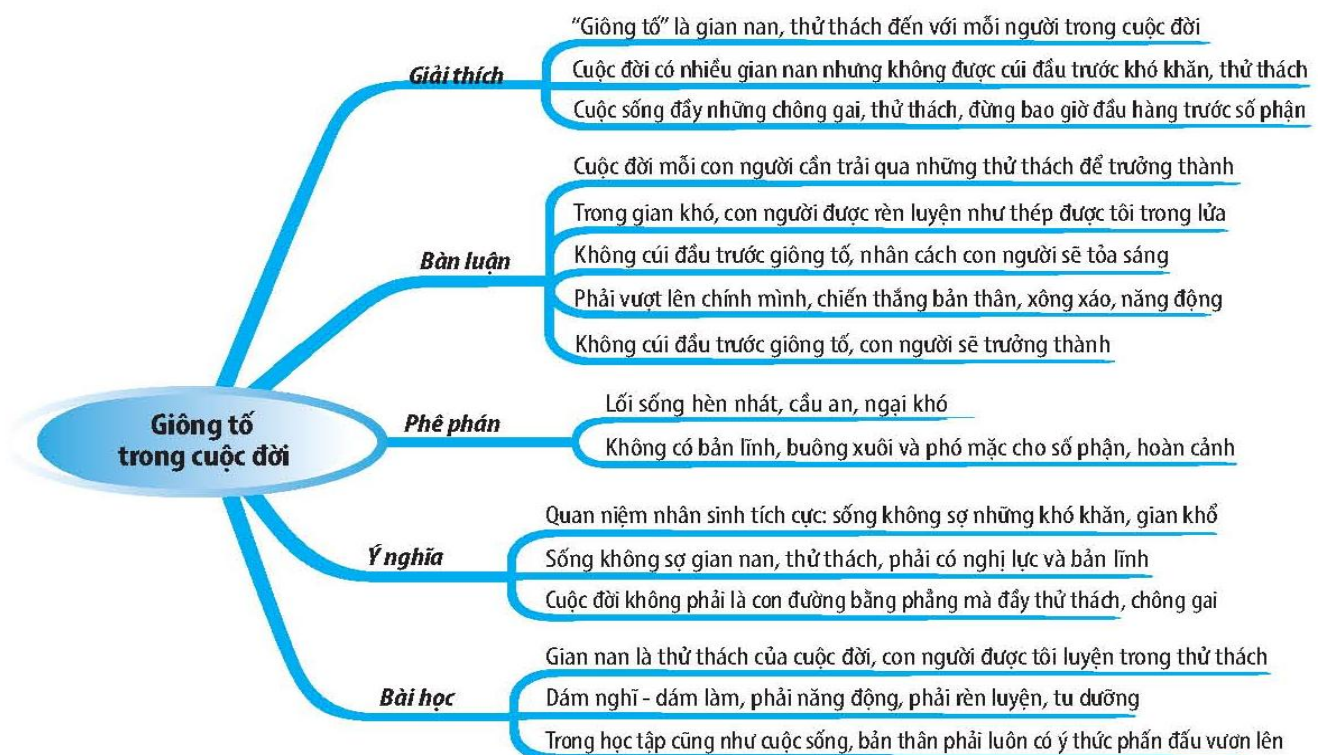 Giông tố
trong cuộc đời
Giải thích
"Giông tố" là gian nan, thử thách đến với mỗi người trong cuộc đời
Cuộc đời có nhiều gian nan nhưng không được cúi đầu trước khó khăn, thử thách
Cuộc sống đầy những chông gai, thử thách, đừng bao giờ đầu hàng trước số phận
Bàn luận
Cuộc đời mỗi con người cần trải qua những thử thách để trưởng thành
Trong gian khó, con người được rèn luyện như thép được tôi trong lửa
Không cúi đầu trước giông tố, nhân cách con người sẽ tỏa sáng
Phải vượt lên chính mình, chiến thắng bản thân, xông xáo, năng động
Không cúi đầu trước giông tố, con người sẽ trưởng thành
Phê phán
Lối sống hèn nhát, cầu an, ngại khó
Không có bản lĩnh, buông xuôi và phó mặc cho số phận, hoàn cảnh
Ý nghĩa
Quan niệm nhân sinh tích cực: sống không sợ những khó khăn, gian khổ
Sống không sợ gian nan, thử thách, phải có nghị lực và bản lĩnh
Cuộc đời không phải là con đường bằng phẳng mà đầy thử thách, chông gai
Bài học
Gian nan là thử thách của cuộc đời, con người được tôi luyện trong thử thách
Dám nghĩ - dám làm, phải năng động, phải rèn luyện, tu dưỡng
Trong học tập cũng như cuộc sống, bản thân phải luôn có ý thức phấn đấu vươn lên